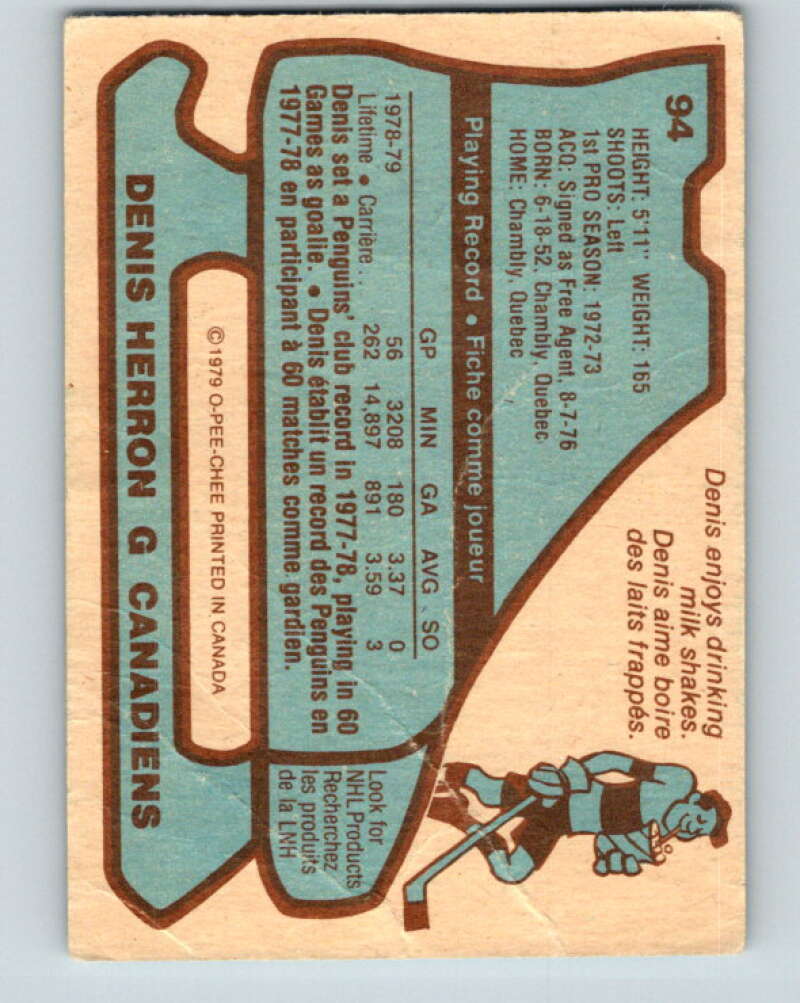 94
HEIGHT: 5'11" WEIGHT: 165
SHOOTS: Left
1st PRO SEASON: 1972-73
ACQ: Signed as Free Agent, 8-7-76
BORN: 6-18-52, Chambly, Quebec
HOME: Chambly, Quebec
Denis enjoys drinking
milk shakes.
Denis aime boire
des laits frappés.
Playing Record • Fiche comme joueur
GP MIN GA AVG SO
1978-79 56 3208 180 3.37 0
Lifetime • Carrière... 262 14,897 891 3.59 3
Denis set a Penguins' club record in 1977-78, playing in 60
Games as goalie. • Denis établit un record des Penguins en
1977-78 en participant à 60 matches comme gardien.
Look for
NHL Products
Recherchez
les produits
de la LNH
©1979 O-PEE-CHEE PRINTED IN CANADA
DENIS HERRON G CANADIENS